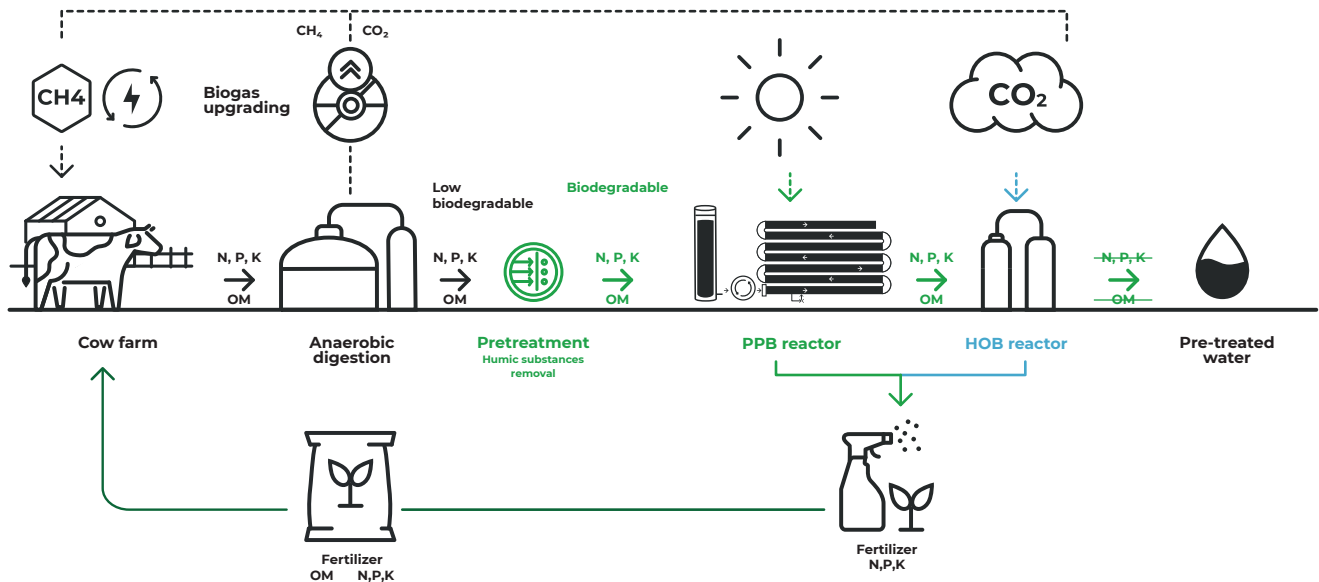 CH₄ CO₂
CH4
Biogas
upgrading
CO₂
Low
biodegradable
Biodegradable
N, P, K
OM
N, P, K
OM
N, P, K
OM
N, P, K
OM
N, P, K
OM
Cow farm
Anaerobic
digestion
Pretreatment
Humic substances
removal
PPB reactor
HOB reactor
Pre-treated
water
Fertilizer
OM N,P,K
Fertilizer
N,P,K